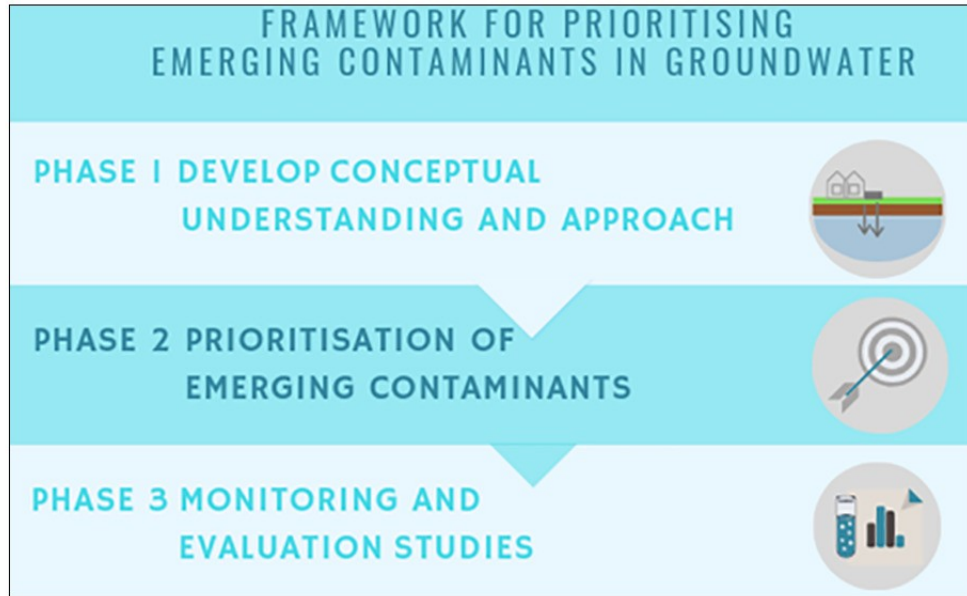 FRAMEWORK FOR PRIORITISING
EMERGING CONTAMINANTS IN GROUNDWATER
PHASE 1 DEVELOP CONCEPTUAL
UNDERSTANDING AND APPROACH
PHASE 2 PRIORITISATION OF
EMERGING CONTAMINANTS
PHASE 3 MONITORING AND
EVALUATION STUDIES